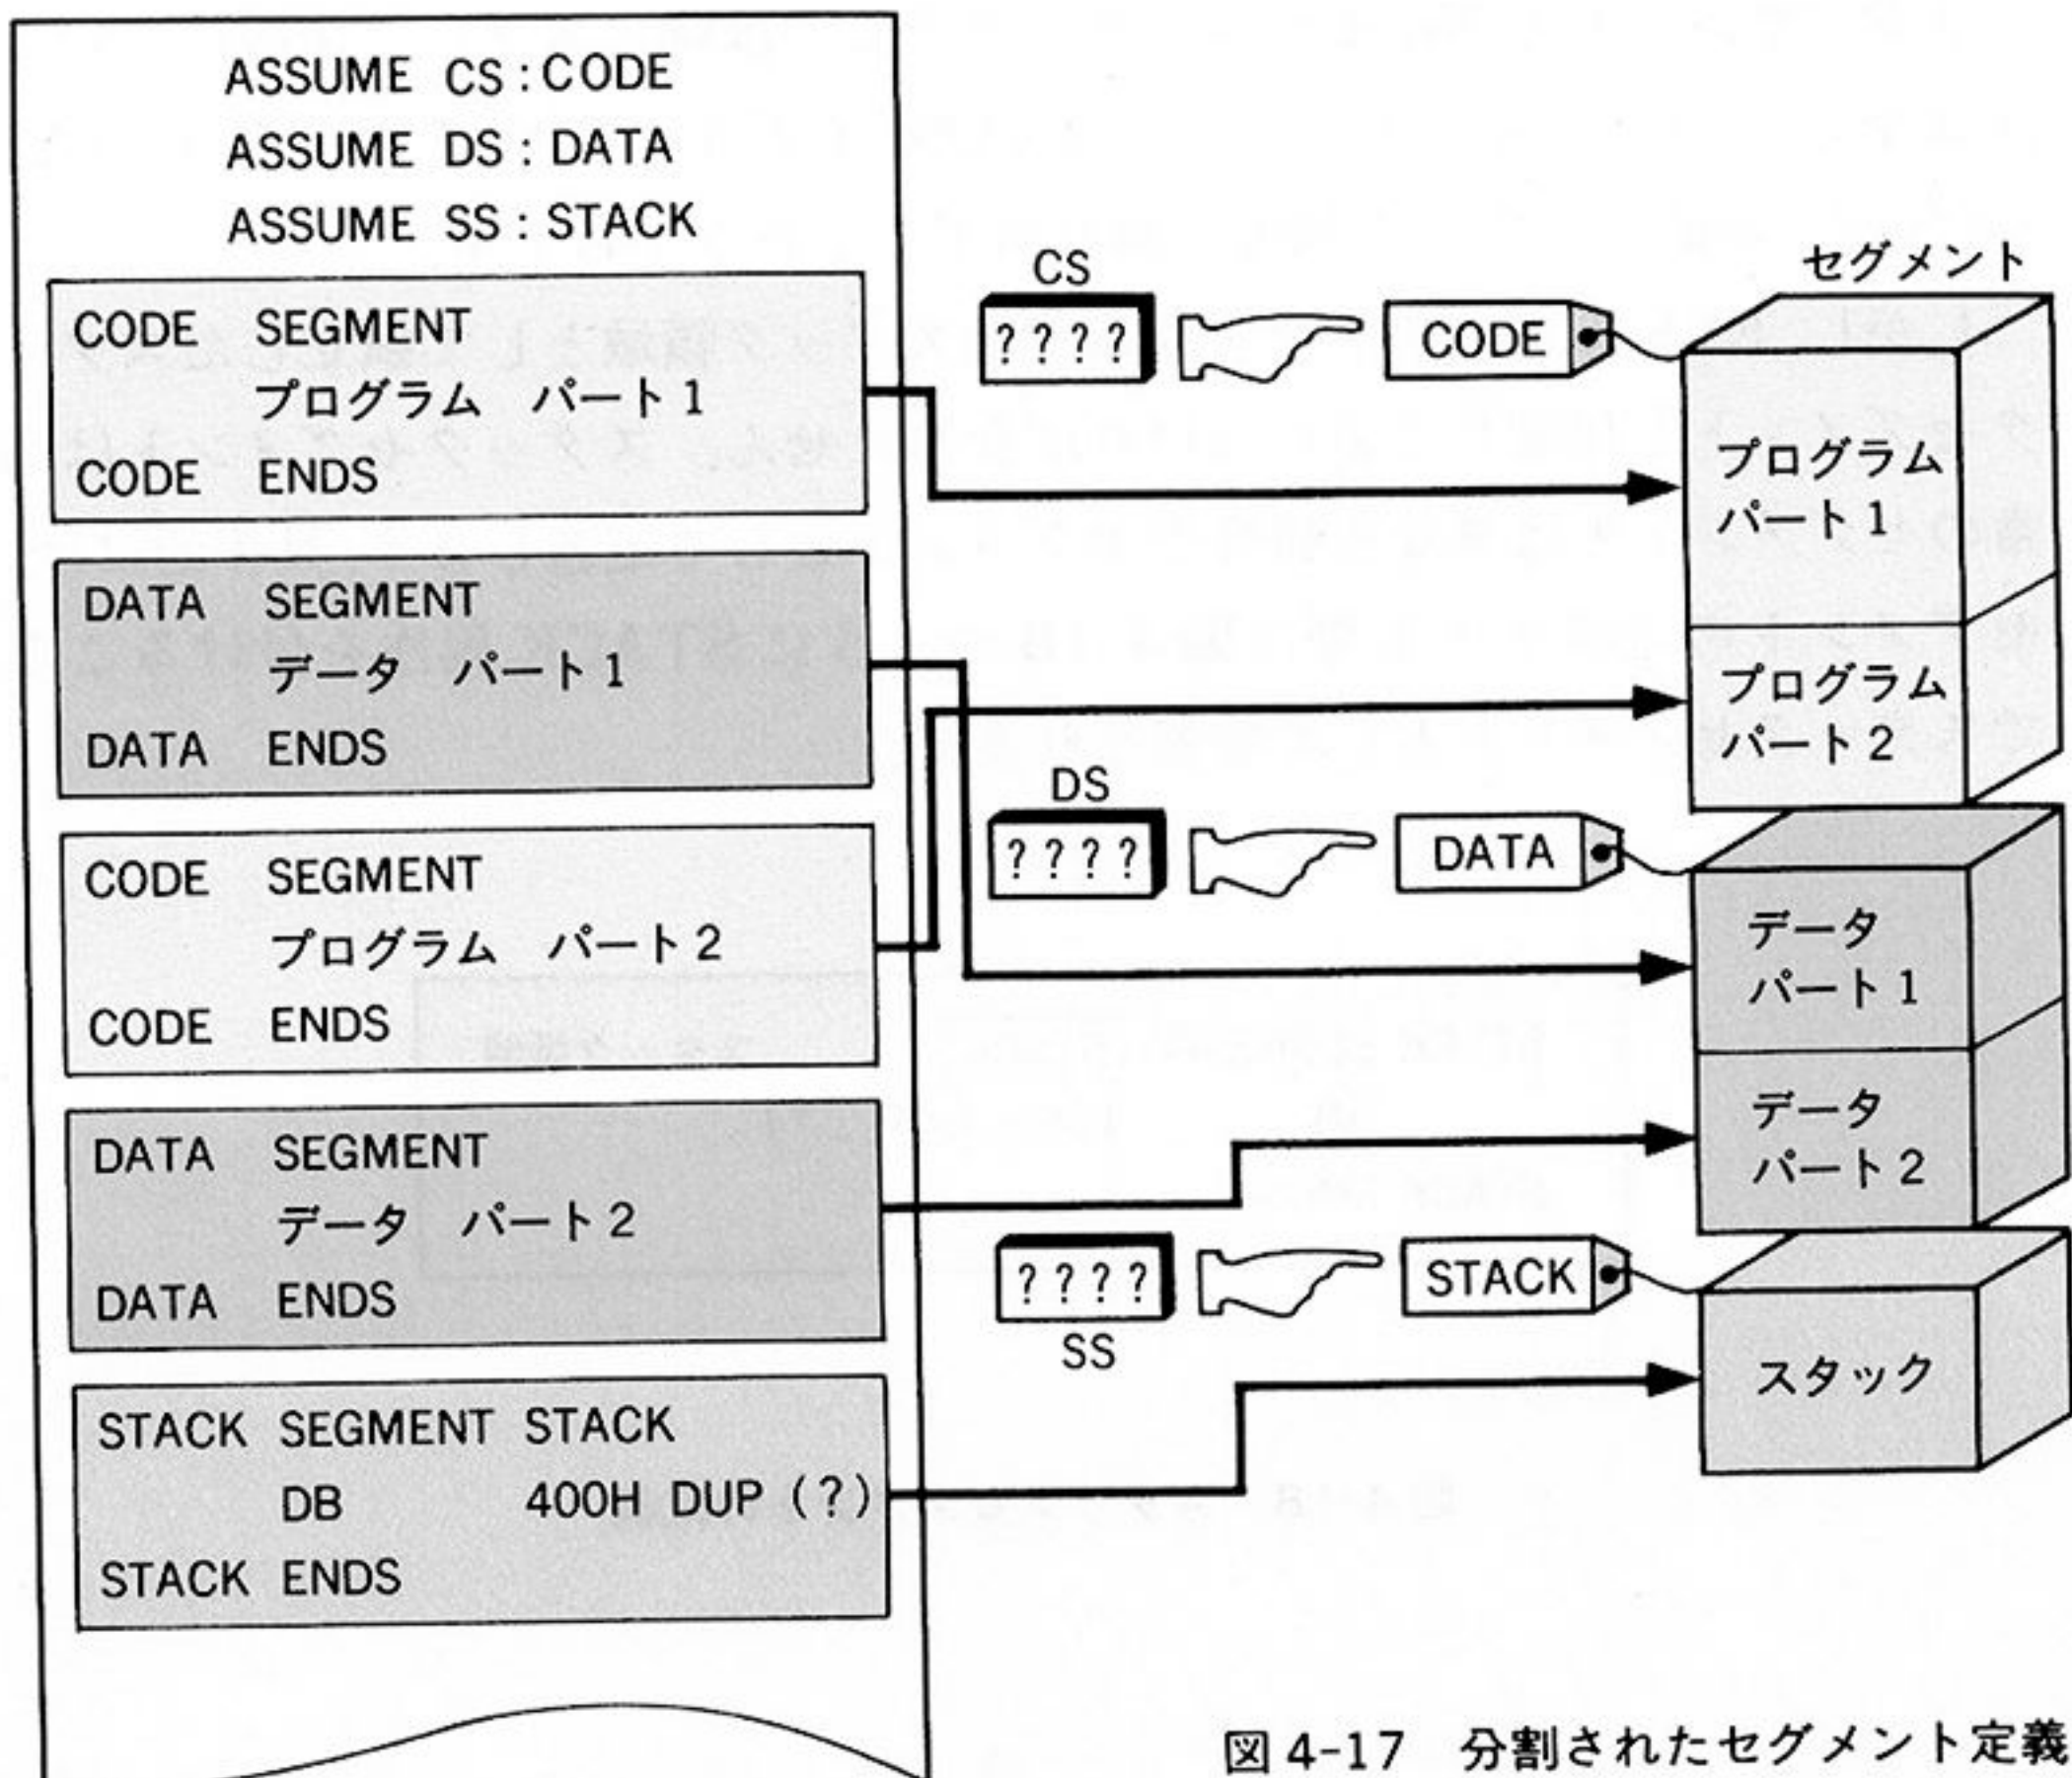 ASSUME CS : CODE
ASSUME DS : DATA
ASSUME SS : STACK
CODE SEGMENT
プログラム パート 1
CODE ENDS
DATA SEGMENT
データ パート 1
DATA ENDS
CODE SEGMENT
プログラム パート 2
CODE ENDS
DATA SEGMENT
データ パート 2
DATA ENDS
STACK SEGMENT STACK
DB 400H DUP (?)
STACK ENDS
CS
? ? ? ?
CODE
セグメント
プログラム
パート 1
プログラム
パート 2
DS
? ? ? ?
DATA
データ
パート 1
データ
パート 2
? ? ? ?
SS
STACK
スタック
図 4-17 分割されたセグメント定義